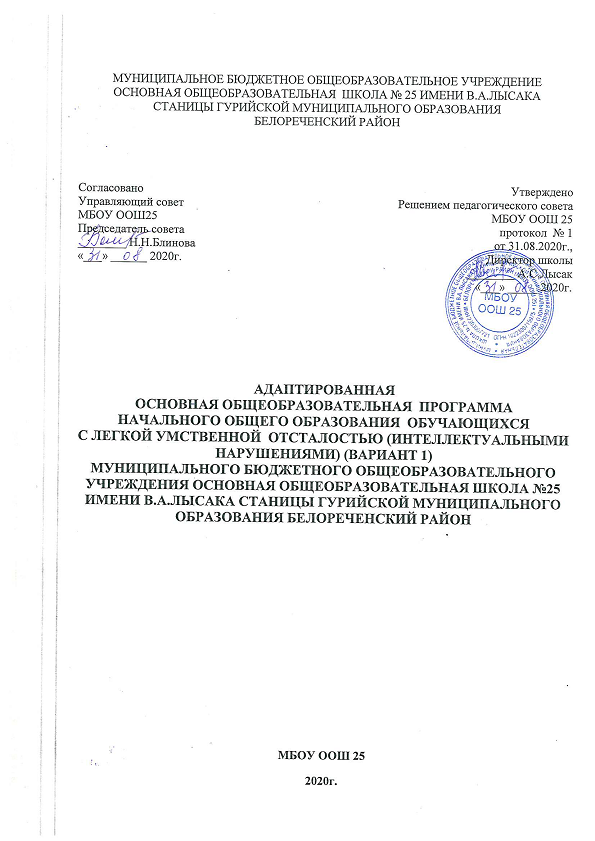 МУНИЦИПАЛЬНОЕ БЮДЖЕТНОЕ ОБЩЕОБРАЗОВАТЕЛЬНОЕ УЧРЕЖДЕНИЕ
ОСНОВНАЯ ОБЩЕОБРАЗОВАТЕЛЬНАЯ ШКОЛА № 25 ИМЕНИ В.А.ЛЫСАКА
СТАНИЦЫ ГУРИЙСКОЙ МУНИЦИПАЛЬНОГО ОБРАЗОВАНИЯ
БЕЛОРЕЧЕНСКИЙ РАЙОН
Согласовано
Управляющий совет
МБОУ ООШ25
Председатель совета
Н.Н.Блинова
« 31 » 08 2020г.
Утверждено
Решением педагогического совета
МБОУ ООШ 25
протокол № 1
от 31.08.2020г.,
Директор школы
А.С.Лысак
« 31 » 08 2020г.
МБОУ
ООШ 25
АДАПТИРОВАННАЯ
ОСНОВНАЯ ОБЩЕОБРАЗОВАТЕЛЬНАЯ ПРОГРАММА
НАЧАЛЬНОГО ОБЩЕГО ОБРАЗОВАНИЯ ОБУЧАЮЩИХСЯ
С ЛЕГКОЙ УМСТВЕННОЙ ОТСТАЛОСТЬЮ (ИНТЕЛЛЕКТУАЛЬНЫМИ
НАРУШЕНИЯМИ) (ВАРИАНТ 1)
МУНИЦИПАЛЬНОГО БЮДЖЕТНОГО ОБЩЕОБРАЗОВАТЕЛЬНОГО
УЧРЕЖДЕНИЯ ОСНОВНАЯ ОБЩЕОБРАЗОВАТЕЛЬНАЯ ШКОЛА №25
ИМЕНИ В.А.ЛЫСАКА СТАНИЦЫ ГУРИЙСКОЙ МУНИЦИПАЛЬНОГО
ОБРАЗОВАНИЯ БЕЛОРЕЧЕНСКИЙ РАЙОН
МБОУ ООШ 25
2020г.